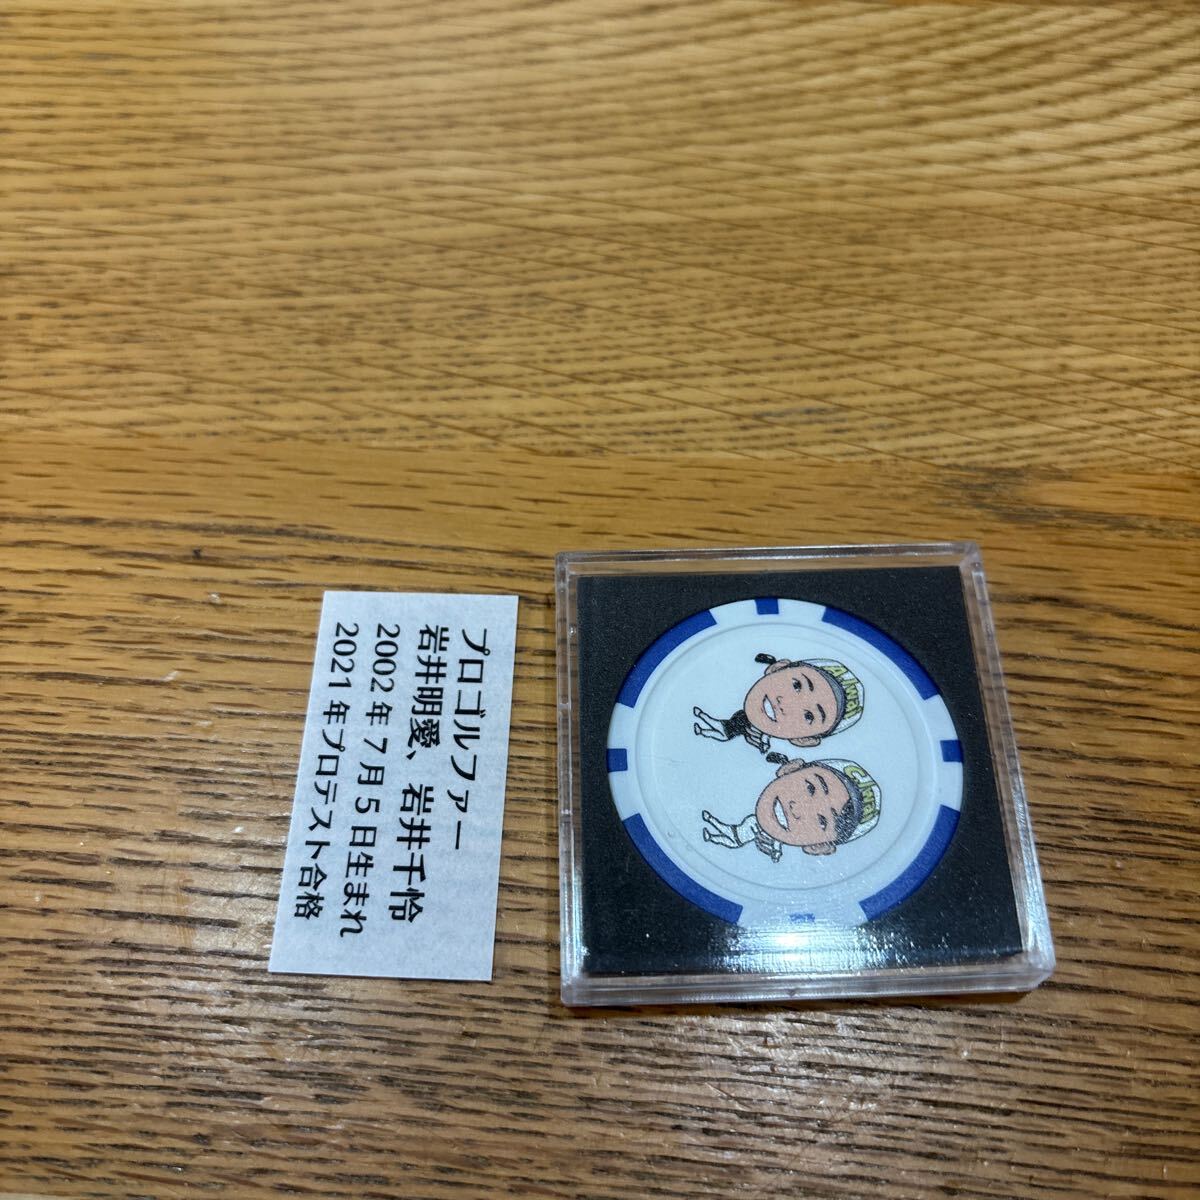 プロゴルファー
岩井明愛、岩井千怜
2002年7月5日生まれ
2021年プロテスト合格
A.Iwai
C.Iwai